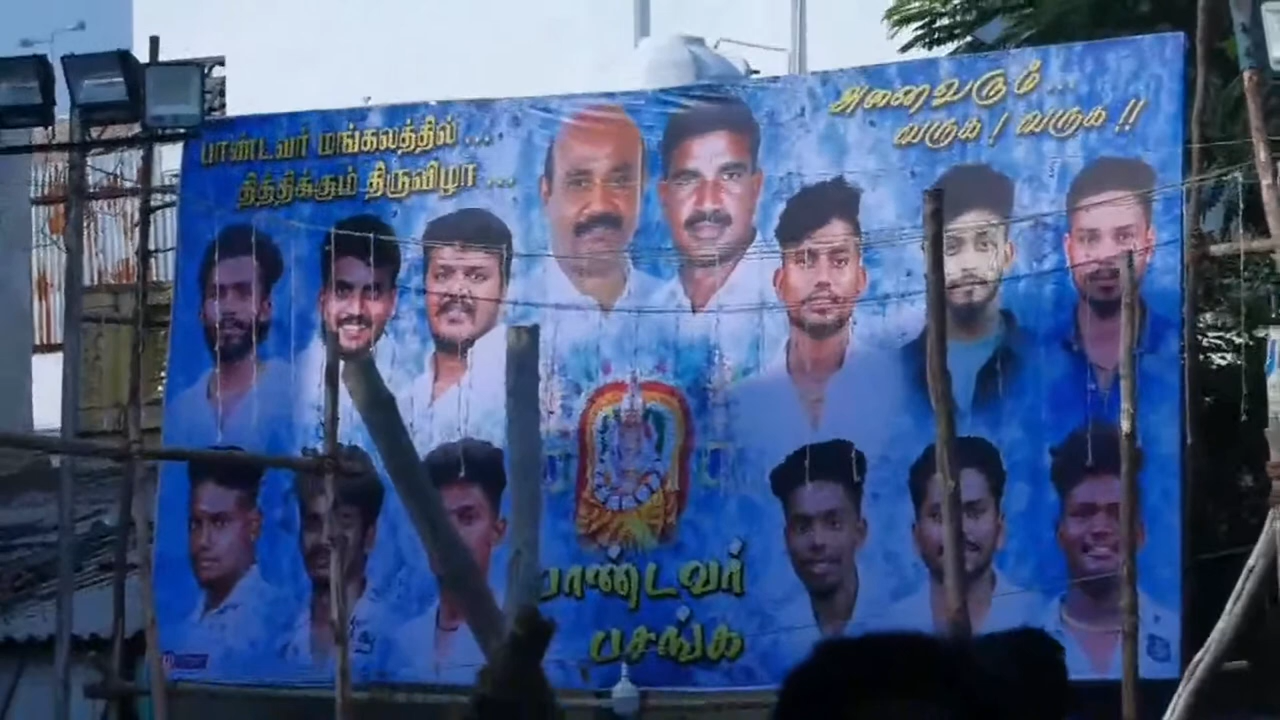 பாண்டவர் மங்கலத்தில் ...
தித்திக்கும் திருவிழா ...
அனைவரும் ...
வருக ! வருக !!
பாண்டவர்
பசங்க